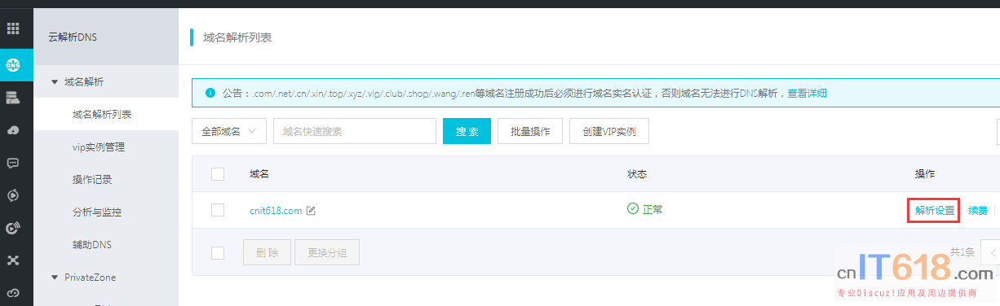 云解析DNS
域名解析列表
域名解析
公告：.com/.net/.cn/.xin/.top/.xyz/.vip/.club/.shop/.wang/.ren等域名注册成功后必须进行域名实名认证，否则域名无法进行DNS解析，查看详细
域名解析列表
全部域名 域名快速搜索 搜 索 批量操作 创建VIP实例
vip实例管理
操作记录
域名 状态 操作
分析与监控
cnit618.com 正常 解析设置 续费
辅助DNS
删 除 更换分组 共1条
PrivateZone
cnIT618.com
专业Discuz!应用及周边提供商
DNS